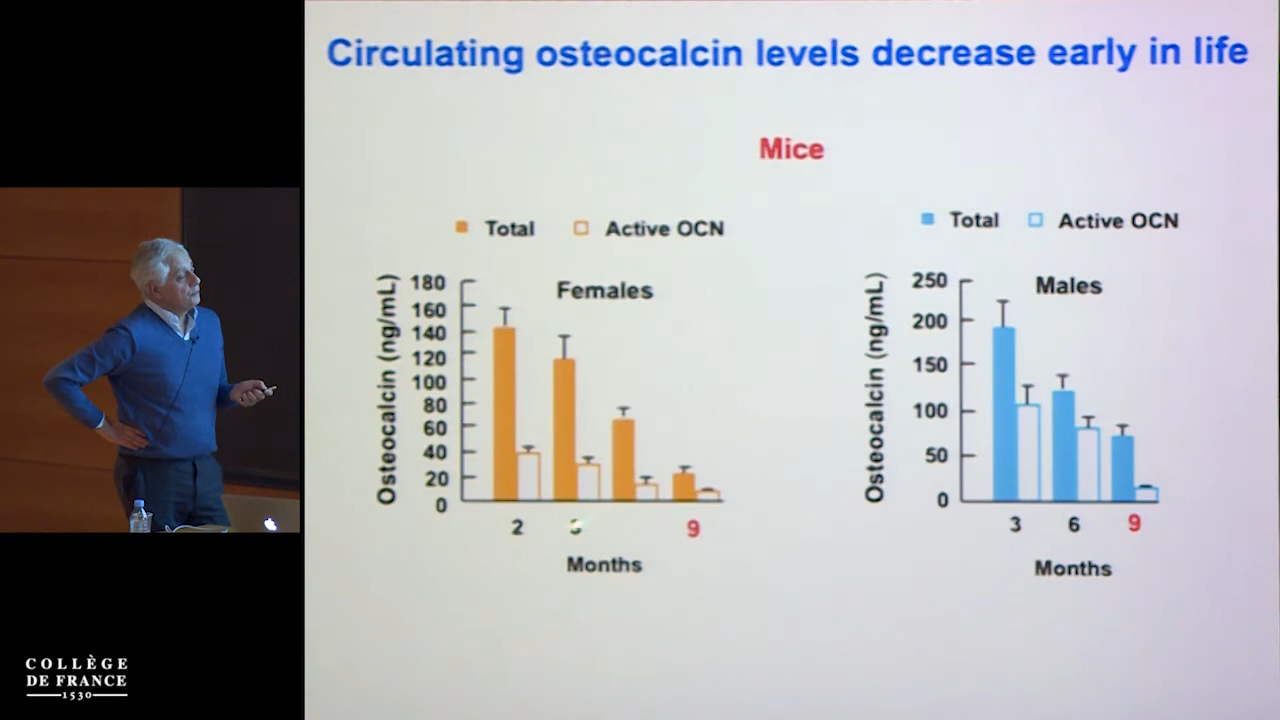 Circulating osteocalcin levels decrease early in life
Mice
Total Active OCN
Females
Osteocalcin (ng/mL)
180
160
140
120
100
80
60
40
20
0
2 9
Months
Total Active OCN
Males
Osteocalcin (ng/mL)
250
200
150
100
50
0
3 6 9
Months
COLLÈGE
DE FRANCE
1530